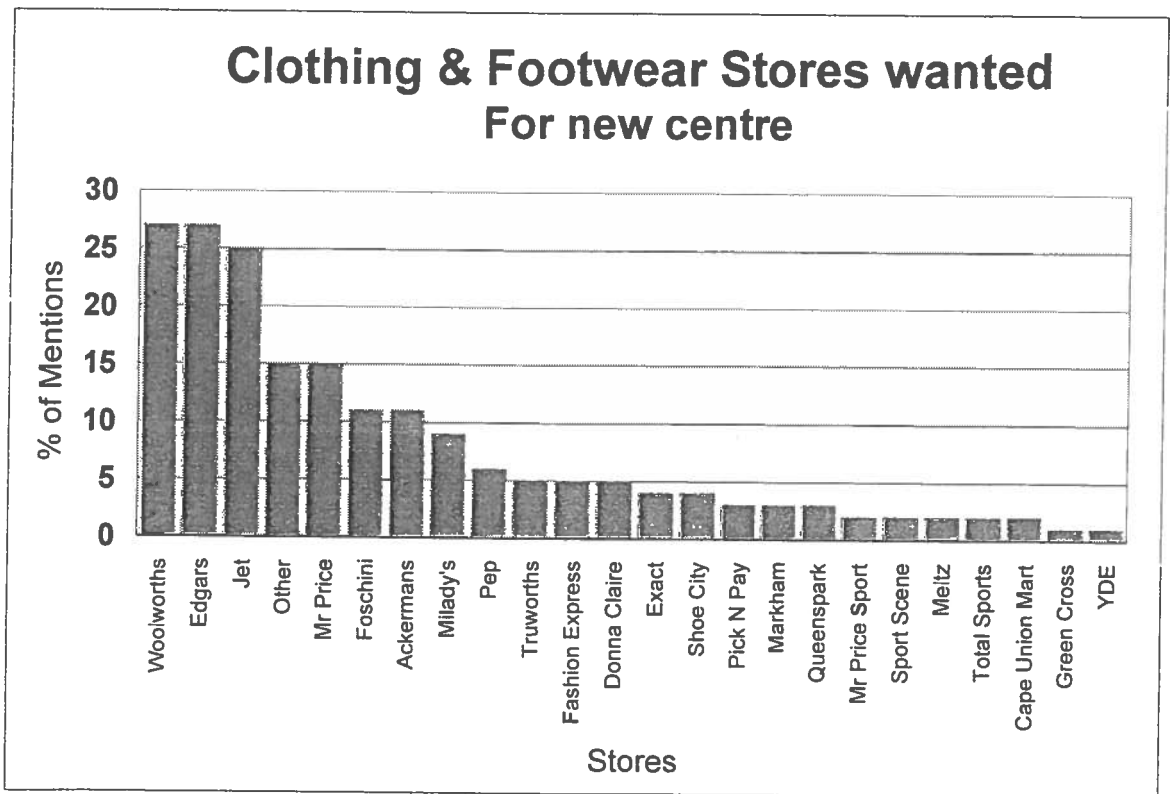 Clothing & Footwear Stores wanted
For new centre
30
25
20
15
10
5
0
% of Mentions
Woolworths
Edgars
Jet
Other
Mr Price
Foschini
Ackermans
Milady's
Pep
Truworths
Fashion Express
Donna Claire
Exact
Shoe City
Pick N Pay
Markham
Queenspark
Mr Price Sport
Sport Scene
Meltz
Total Sports
Cape Union Mart
Green Cross
YDE
Stores